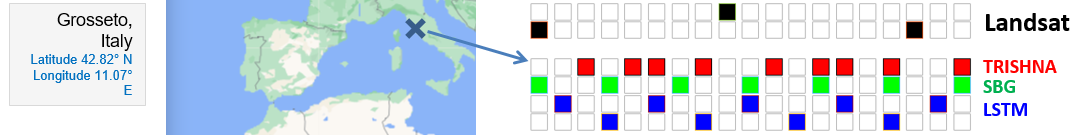 Grosseto,
Italy
Latitude 42.82° N
Longitude 11.07°
E
Landsat
TRISHNA
SBG
LSTM